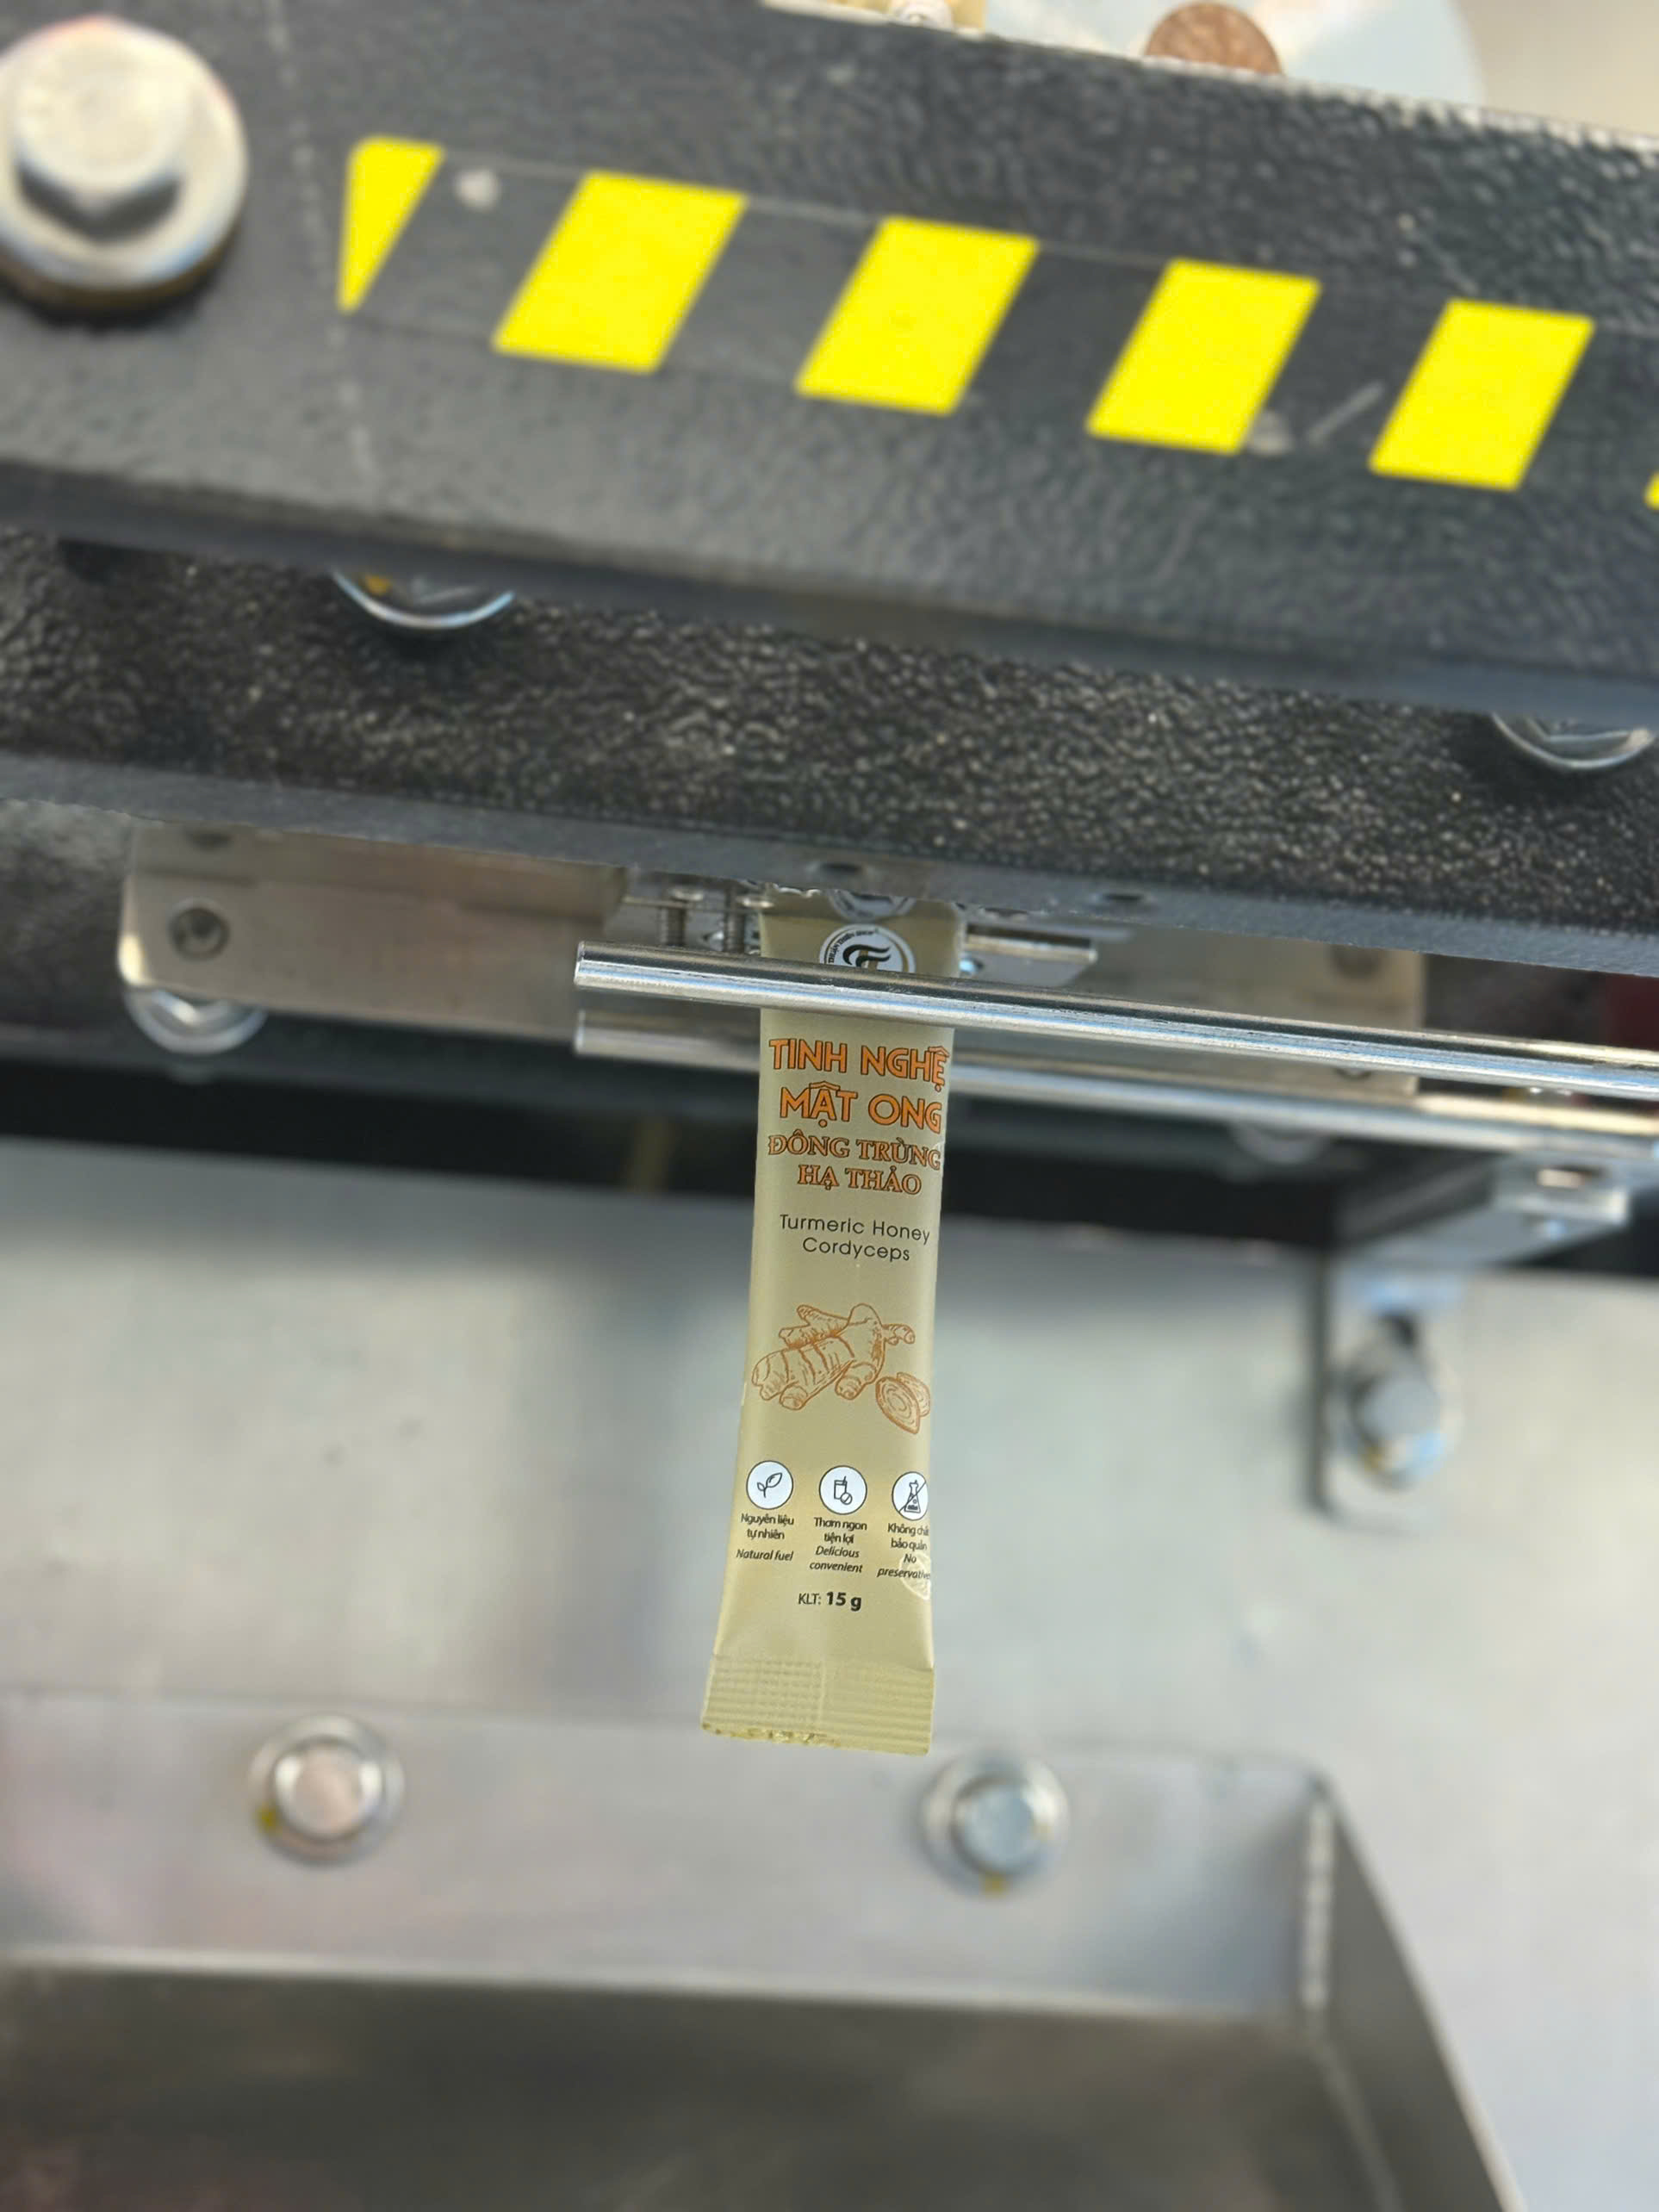 TINH NGHỆ
MẬT ONG
ĐÔNG TRÙNG
HẠ THẢO
Turmeric Honey
Cordyceps
Nguyên liệu
tự nhiên
Natural fuel
Thơm ngon
tiện lợi
Delicious
convenient
Không
bảo quản
No
KLT: 15 g